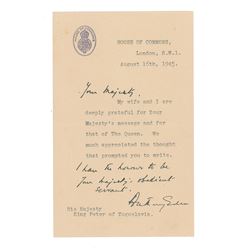 HOUSE OF COMMONS,
London, S.W.1.
August 15th, 1945.
Your Majesty,
My wife and I are
deeply grateful for Your
Majesty's message and for
that of The Queen. We
much appreciated the thought
that prompted you to write.
I have the honour to be
Your Majesty's obedient
servant.
Anthony Eden
His Majesty
King Peter of Yugoslavia.